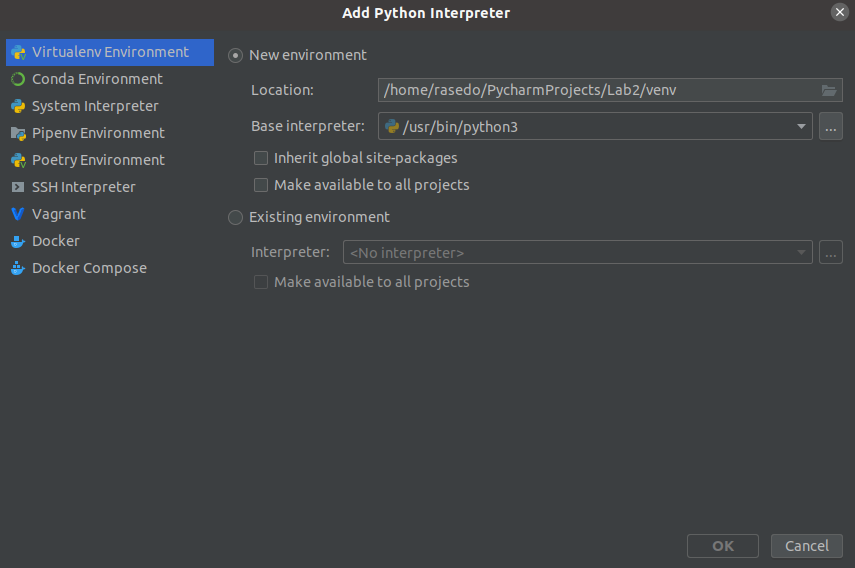 Add Python Interpreter
Virtualenv Environment
Conda Environment
System Interpreter
Pipenv Environment
Poetry Environment
SSH Interpreter
Vagrant
Docker
Docker Compose
New environment
Location: /home/rasedo/PycharmProjects/Lab2/venv
Base interpreter: /usr/bin/python3 ...
Inherit global site-packages
Make available to all projects
Existing environment
Interpreter: <No interpreter> ...
Make available to all projects
OK Cancel